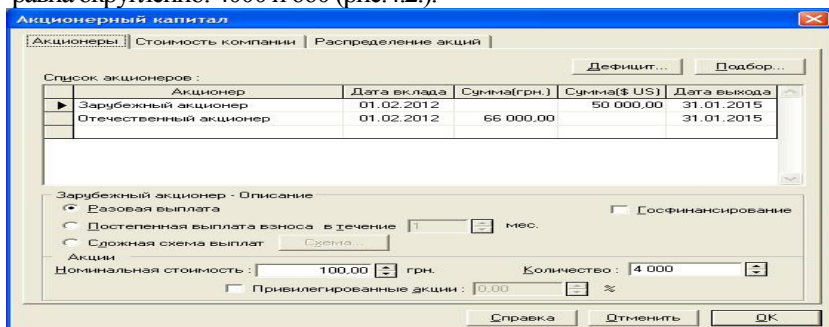 равна округленно: 4000 и 660 (рис.4.2.).
Акционерный капитал
Акционеры Стоимость компании Распределение акций
Дефицит... Подбор...
Список акционеров :
Акционер Дата вклада Сумма(грн.) Сумма($ US) Дата выхода
Зарубежный акционер 01.02.2012 50 000,00 31.01.2015
Отечественный акционер 01.02.2012 66 000,00 31.01.2015
Зарубежный акционер - Описание
Разовая выплата Госфинансирование
Постепенная выплата взноса в течение 1 мес.
Сложная схема выплат Схема...
Акции
Номинальная стоимость : 100,00 грн. Количество : 4 000
Привилегированные акции : 0,00 %
Справка Отменить OK